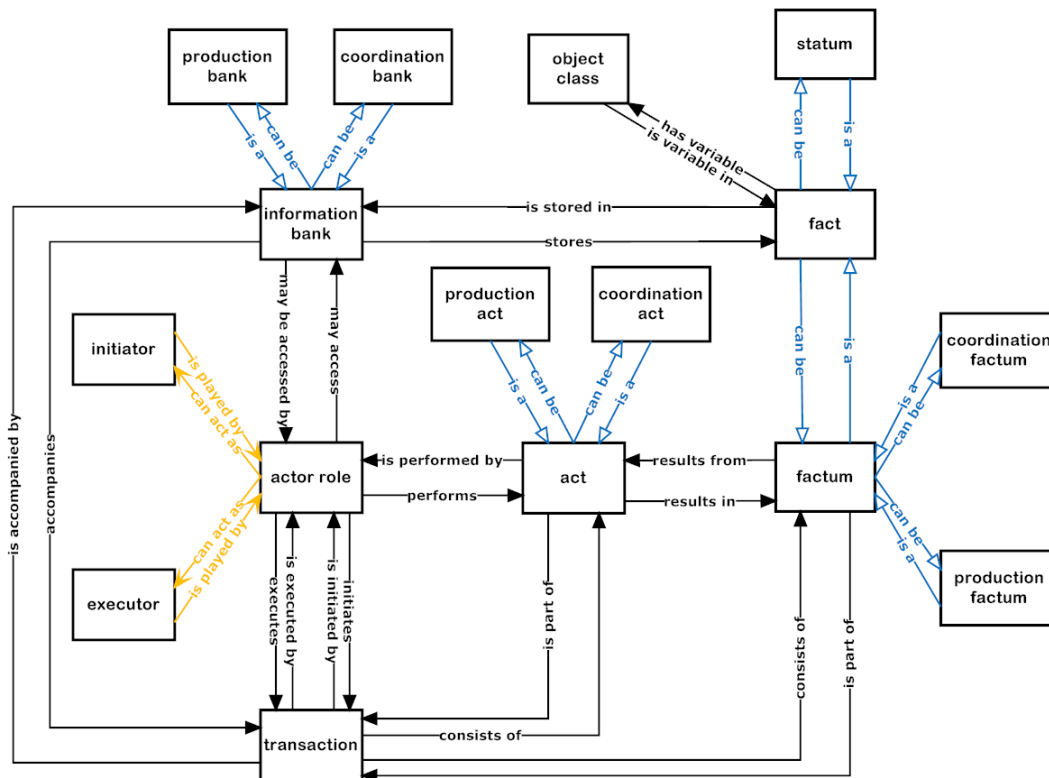 production
bank
coordination
bank
object
class
statum
is a
can be
can be
is a
has variable
is variable in
can be
is a
information
bank
is stored in
stores
fact
may be accessed by
may access
production
act
coordination
act
can be
is a
initiator
is played by
can act as
is a
can be
can be
is a
coordination
factum
is a
can be
is accompanied by
accompanies
actor role
is performed by
performs
act
results from
results in
factum
can act as
is played by
executor
can be
is a
production
factum
executes
is executed by
is initiated by
initiates
is part of
consists of
is part of
transaction
consists of